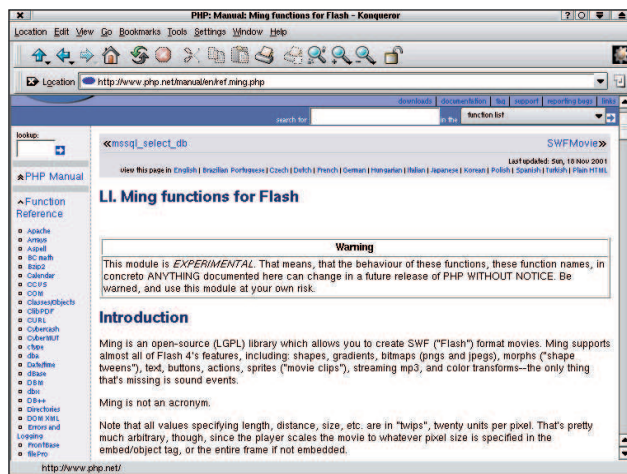 PHP: Manual: Ming functions for Flash - Konqueror
Location Edit View Go Bookmarks Tools Settings Window Help
Location http://www.php.net/manual/en/ref.ming.php
downloads | documentation | faq | support | reporting bugs | links
search for in the function list
lookup:
«mssql_select_db SWFMovie»
Last updated: Sun, 18 Nov 2001
view this page in English | Brazilian Portuguese | Czech | Dutch | French | German | Hungarian | Italian | Japanese | Korean | Polish | Spanish | Turkish | Plain HTML
PHP Manual
Function
Reference
Apache
Arrays
Aspell
BC math
Bzip2
Calendar
CCVS
COM
Classes/Objects
ClibPDF
CURL
Cybercash
CyberMUT
ctype
dba
Date/time
dBase
DBM
dbx
DB++
Directories
DOM XML
Errors and
Logging
FrontBase
filePro
LI. Ming functions for Flash
Warning
This module is EXPERIMENTAL. That means, that the behaviour of these functions, these function names, in
concreto ANYTHING documented here can change in a future release of PHP WITHOUT NOTICE. Be
warned, and use this module at your own risk.
Introduction
Ming is an open-source (LGPL) library which allows you to create SWF ("Flash") format movies. Ming supports
almost all of Flash 4's features, including: shapes, gradients, bitmaps (pngs and jpegs), morphs ("shape
tweens"), text, buttons, actions, sprites ("movie clips"), streaming mp3, and color transforms--the only thing
that's missing is sound events.
Ming is not an acronym.
Note that all values specifying length, distance, size, etc. are in "twips", twenty units per pixel. That's pretty
much arbitrary, though, since the player scales the movie to whatever pixel size is specified in the
embed/object tag, or the entire frame if not embedded.
http://www.php.net/